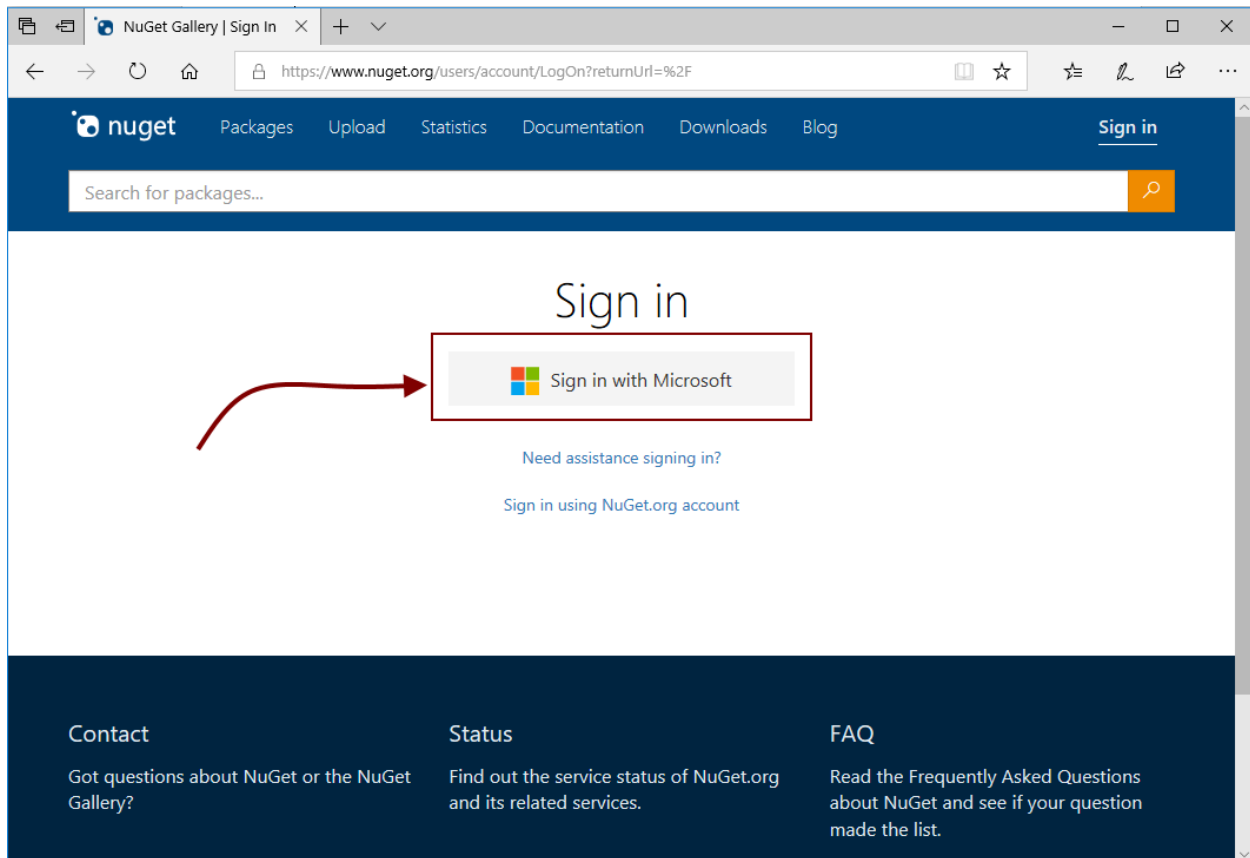 NuGet Gallery | Sign In
https://www.nuget.org/users/account/LogOn?returnUrl=%2F
nuget Packages Upload Statistics Documentation Downloads Blog Sign in
Search for packages...
Sign in
Sign in with Microsoft
Need assistance signing in?
Sign in using NuGet.org account
Contact
Got questions about NuGet or the NuGet
Gallery?
Status
Find out the service status of NuGet.org
and its related services.
FAQ
Read the Frequently Asked Questions
about NuGet and see if your question
made the list.